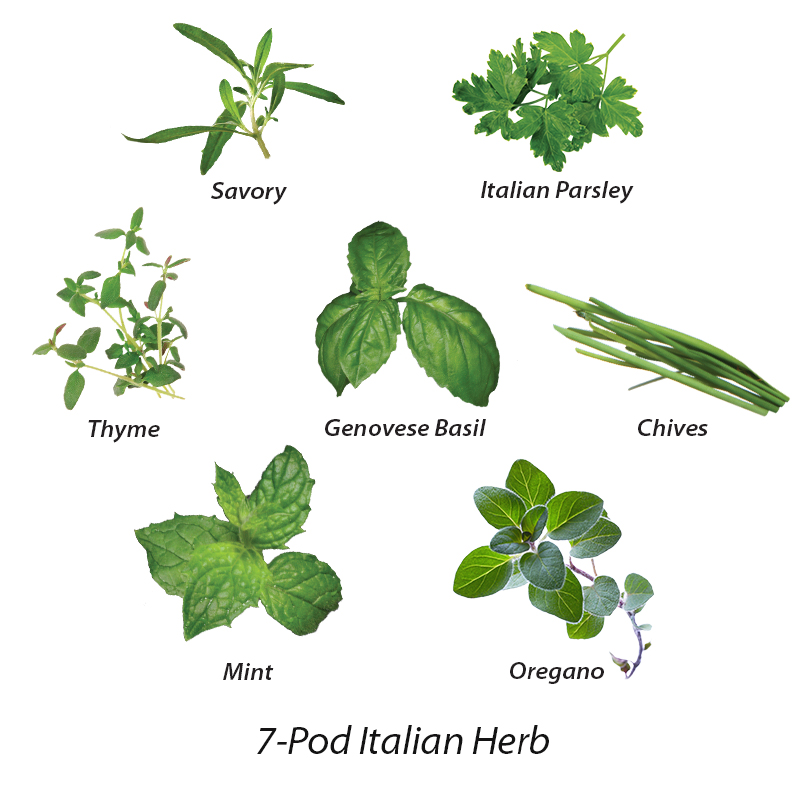 Savory
Italian Parsley
Thyme
Genovese Basil
Chives
Mint
Oregano
7-Pod Italian Herb